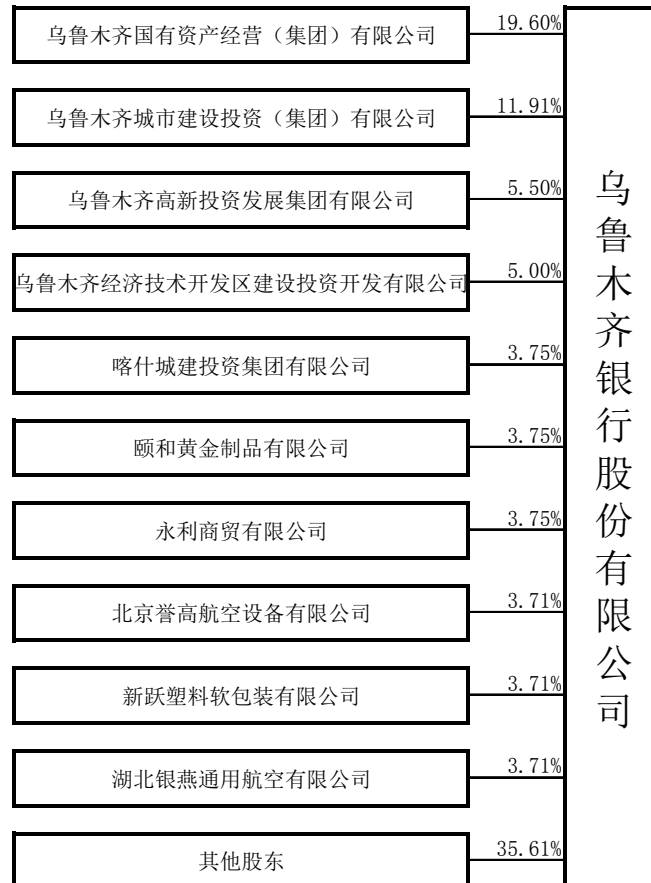 乌鲁木齐国有资产经营（集团）有限公司
19.60%
乌鲁木齐城市建设投资（集团）有限公司
11.91%
乌鲁木齐高新投资发展集团有限公司
5.50%
乌鲁木齐经济技术开发区建设投资开发有限公司
5.00%
喀什城建投资集团有限公司
3.75%
颐和黄金制品有限公司
3.75%
永利商贸有限公司
3.75%
北京誉高航空设备有限公司
3.71%
新跃塑料软包装有限公司
3.71%
湖北银燕通用航空有限公司
3.71%
其他股东
35.61%
乌鲁木齐银行股份有限公司